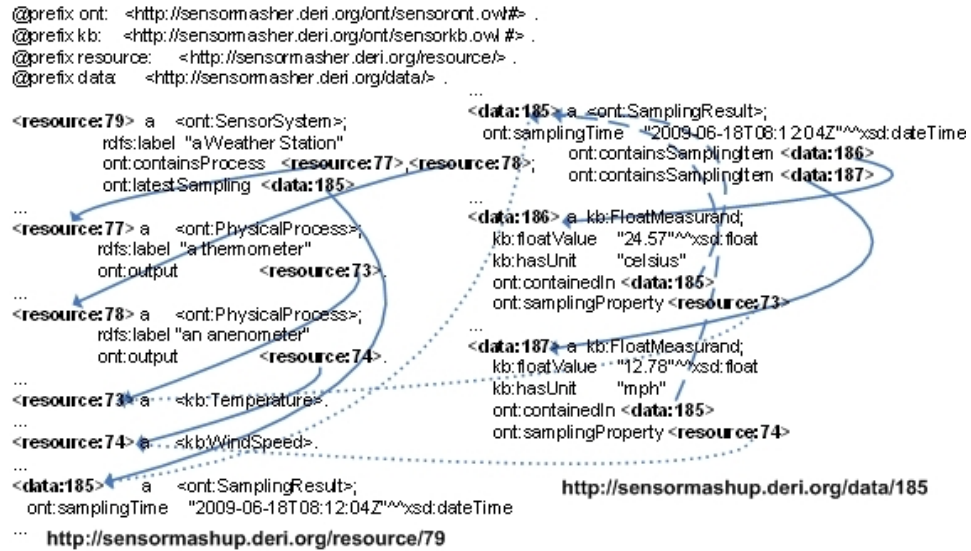 @prefix ont: <http://sensormasher.deri.org/ont/sensoront.owl#> .
@prefix kb: <http://sensormasher.deri.org/ont/sensorkb.owl #> .
@prefix resource: <http://sensormasher.deri.org/resource/> .
@prefix data: <http://sensormasher.deri.org/data/> .
...
<resource:79> a <ont:SensorSystem>;
rdfs:label "a Weather Station"
ont:containsProcess <resource:77>,<resource:78>;
ont:latestSampling <data:185>
...
<resource:77> a <ont:PhysicalProcess>;
rdfs:label "a thermometer"
ont:output <resource:73>.
...
<resource:78> a <ont:PhysicalProcess>;
rdfs:label "an anenometer"
ont:output <resource:74>.
...
<resource:73> a <kb:Temperature>.
...
<resource:74> a <kb:WindSpeed>.
...
<data:185> a <ont:SamplingResult>;
ont:samplingTime "2009-06-18T08:12:04Z"^^xsd:dateTime
...
http://sensormashup.deri.org/resource/79
<data:185> a <ont:SamplingResult>;
ont:samplingTime "2009-06-18T08:12:04Z"^^xsd:dateTime
ont:containsSamplingItem <data:186>
ont:containsSamplingItem <data:187>
...
<data:186> a kb:FloatMeasurand;
kb:floatValue "24.57"^^xsd:float
kb:hasUnit "celsius"
ont:containedIn <data:185>
ont:samplingProperty <resource:73>
...
<data:187> a kb:FloatMeasurand;
kb:floatValue "12.78"^^xsd:float
kb:hasUnit "mph"
ont:containedIn <data:185>
ont:samplingProperty <resource:74>
http://sensormashup.deri.org/data/185